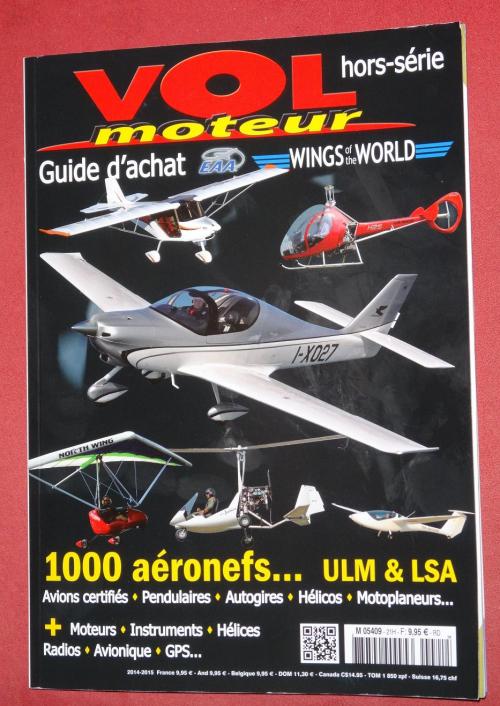 hors-série
VOL
moteur
Guide d'achat EAA WINGS of the WORLD
H2S
I-X027
NORTH WING
1000 aéronefs... ULM & LSA
Avions certifiés ♦ Pendulaires ♦ Autogires ♦ Hélicos ♦ Motoplaneurs...
+ Moteurs ♦ Instruments ♦ Hélices
Radios ♦ Avionique ♦ GPS...
M 05409 - 21H - F: 9,95 € - RD
2014-2015 France 9,95 € - And 9,95 € - Belgique 9,95 € - DOM 11,30 € - Canada C$14.95 - TOM 1 850 zpf - Suisse 16,75 chf